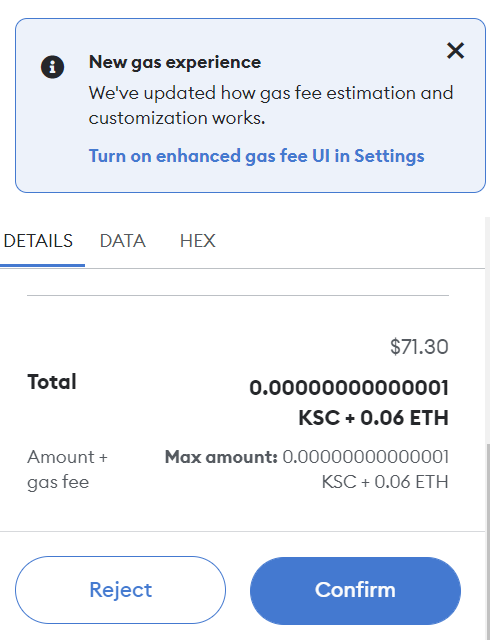 New gas experience
We've updated how gas fee estimation and
customization works.
Turn on enhanced gas fee UI in Settings
DETAILS DATA HEX
$71.30
Total
0.00000000000001
KSC + 0.06 ETH
Amount + Max amount: 0.00000000000001
gas fee KSC + 0.06 ETH
Reject Confirm